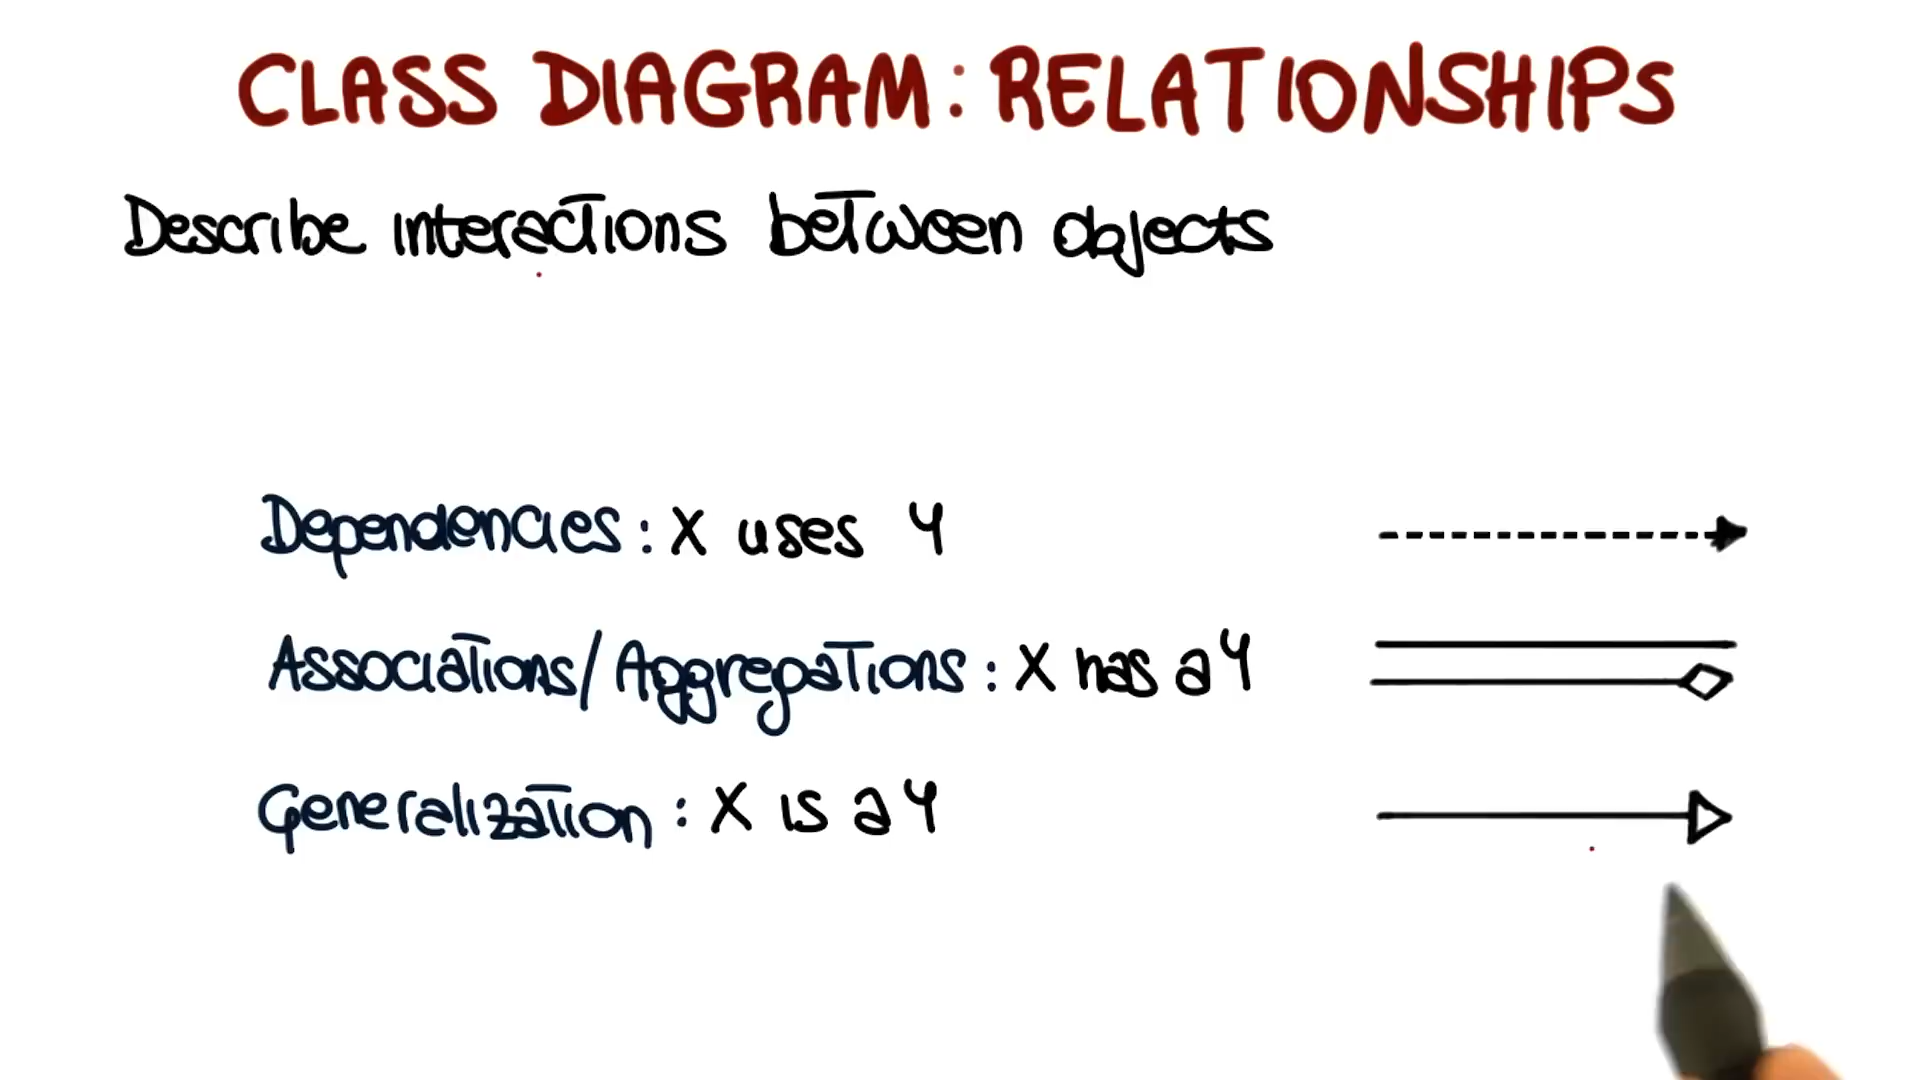 CLASS DIAGRAM: RELATIONSHIPS
Describe interactions between objects
Dependencies: X uses Y
Associations/Aggregations: X has a Y
Generalization: X is a Y